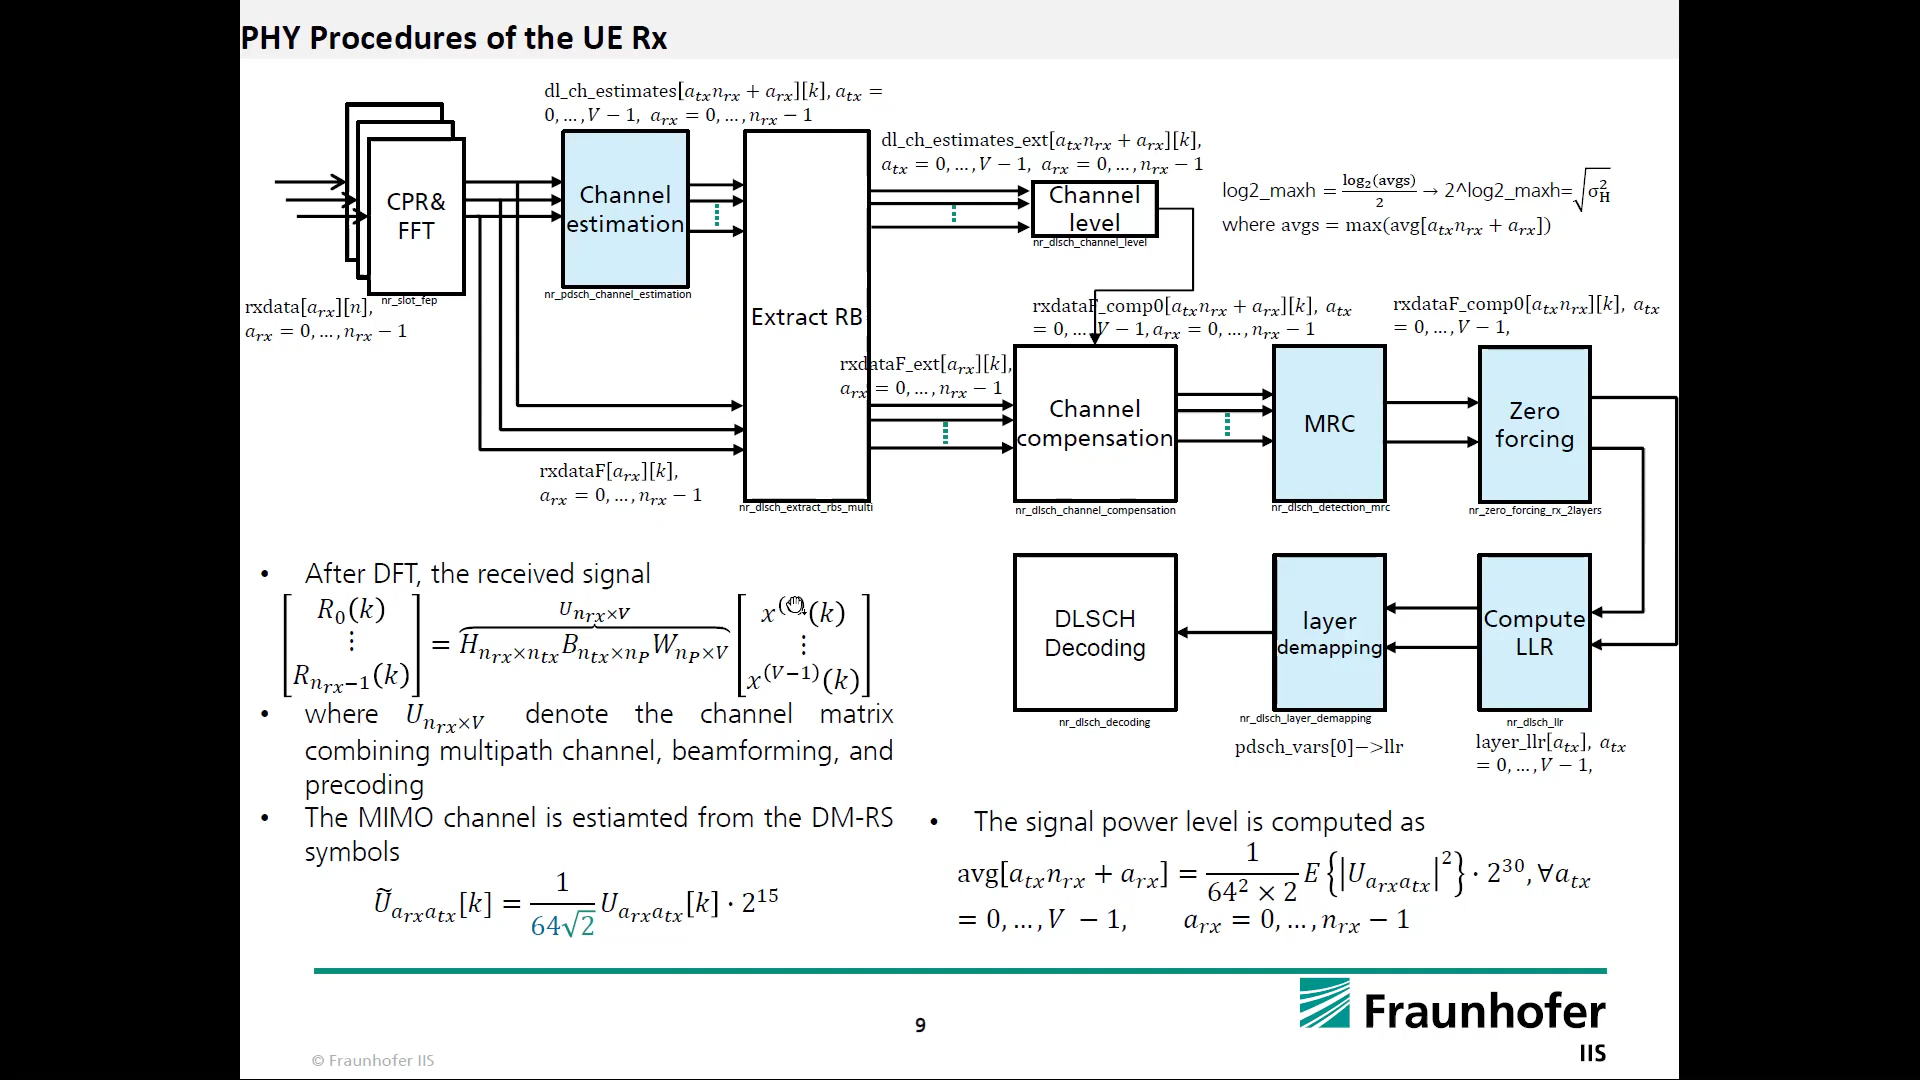 PHY Procedures of the UE Rx
dl_ch_estimates[a_tx n_rx + a_rx][k], a_tx =
0, … , V − 1, a_rx = 0, … , n_rx − 1
CPR&
FFT
nr_slot_fep
rxdata[a_rx][n],
a_rx = 0, … , n_rx − 1
Channel
estimation
nr_pdsch_channel_estimation
Extract RB
nr_dlsch_extract_rbs_multi
rxdataF[a_rx][k],
a_rx = 0, … , n_rx − 1
dl_ch_estimates_ext[a_tx n_rx + a_rx][k],
a_tx = 0, … , V − 1, a_rx = 0, … , n_rx − 1
Channel
level
nr_dlsch_channel_level
log2_maxh = log₂(avgs)/2 → 2^log2_maxh=√σ_H^2
where avgs = max(avg[a_tx n_rx + a_rx])
rxdataF_ext[a_rx][k],
a_rx = 0, … , n_rx − 1
rxdataF_comp0[a_tx n_rx + a_rx][k], a_tx
= 0, … V − 1, a_rx = 0, … , n_rx − 1
rxdataF_comp0[a_tx n_rx][k], a_tx
= 0, … , V − 1,
Channel
compensation
nr_dlsch_channel_compensation
MRC
nr_dlsch_detection_mrc
Zero
forcing
nr_zero_forcing_rx_2layers
DLSCH
Decoding
nr_dlsch_decoding
layer
demapping
nr_dlsch_layer_demapping
pdsch_vars[0]−>llr
Compute
LLR
nr_dlsch_llr
layer_llr[a_tx], a_tx
= 0, … , V − 1,
• After DFT, the received signal
[R_0(k) ⋮ R_{n_rx−1}(k)] = H_{n_rx×n_tx} B_{n_tx×n_P} W_{n_P×V} [x^( (k) ⋮ x^(V−1)(k)]
U_{n_rx×V}
• where U_{n_rx×V} denote the channel matrix
combining multipath channel, beamforming, and
precoding
• The MIMO channel is estiamted from the DM-RS
symbols
Ũ_{a_rx a_tx}[k] = 1/(64√2) U_{a_rx a_tx}[k] · 2^15
• The signal power level is computed as
avg[a_tx n_rx + a_rx] = 1/(64^2 × 2) E{|U_{a_rx a_tx}|^2} · 2^30, ∀a_tx
= 0, … , V − 1, a_rx = 0, … , n_rx − 1
Fraunhofer
IIS
9
© Fraunhofer IIS